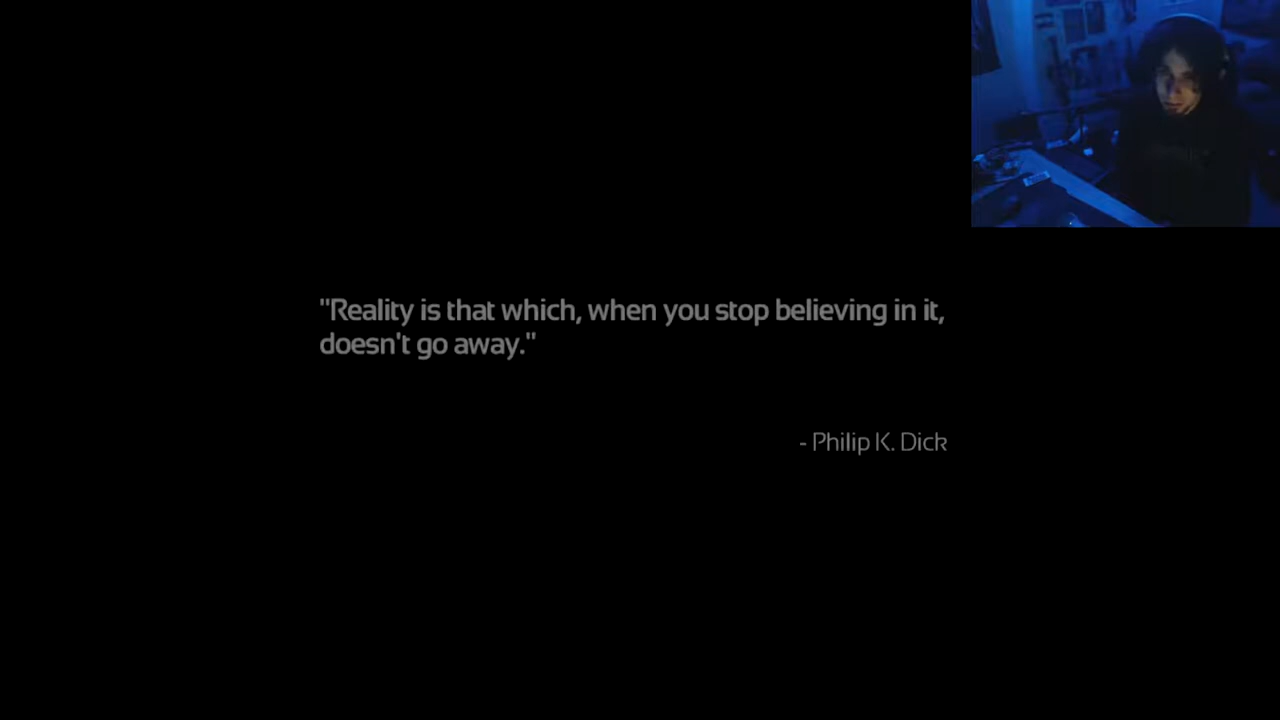 "Reality is that which, when you stop believing in it,
doesn't go away."
- Philip K. Dick